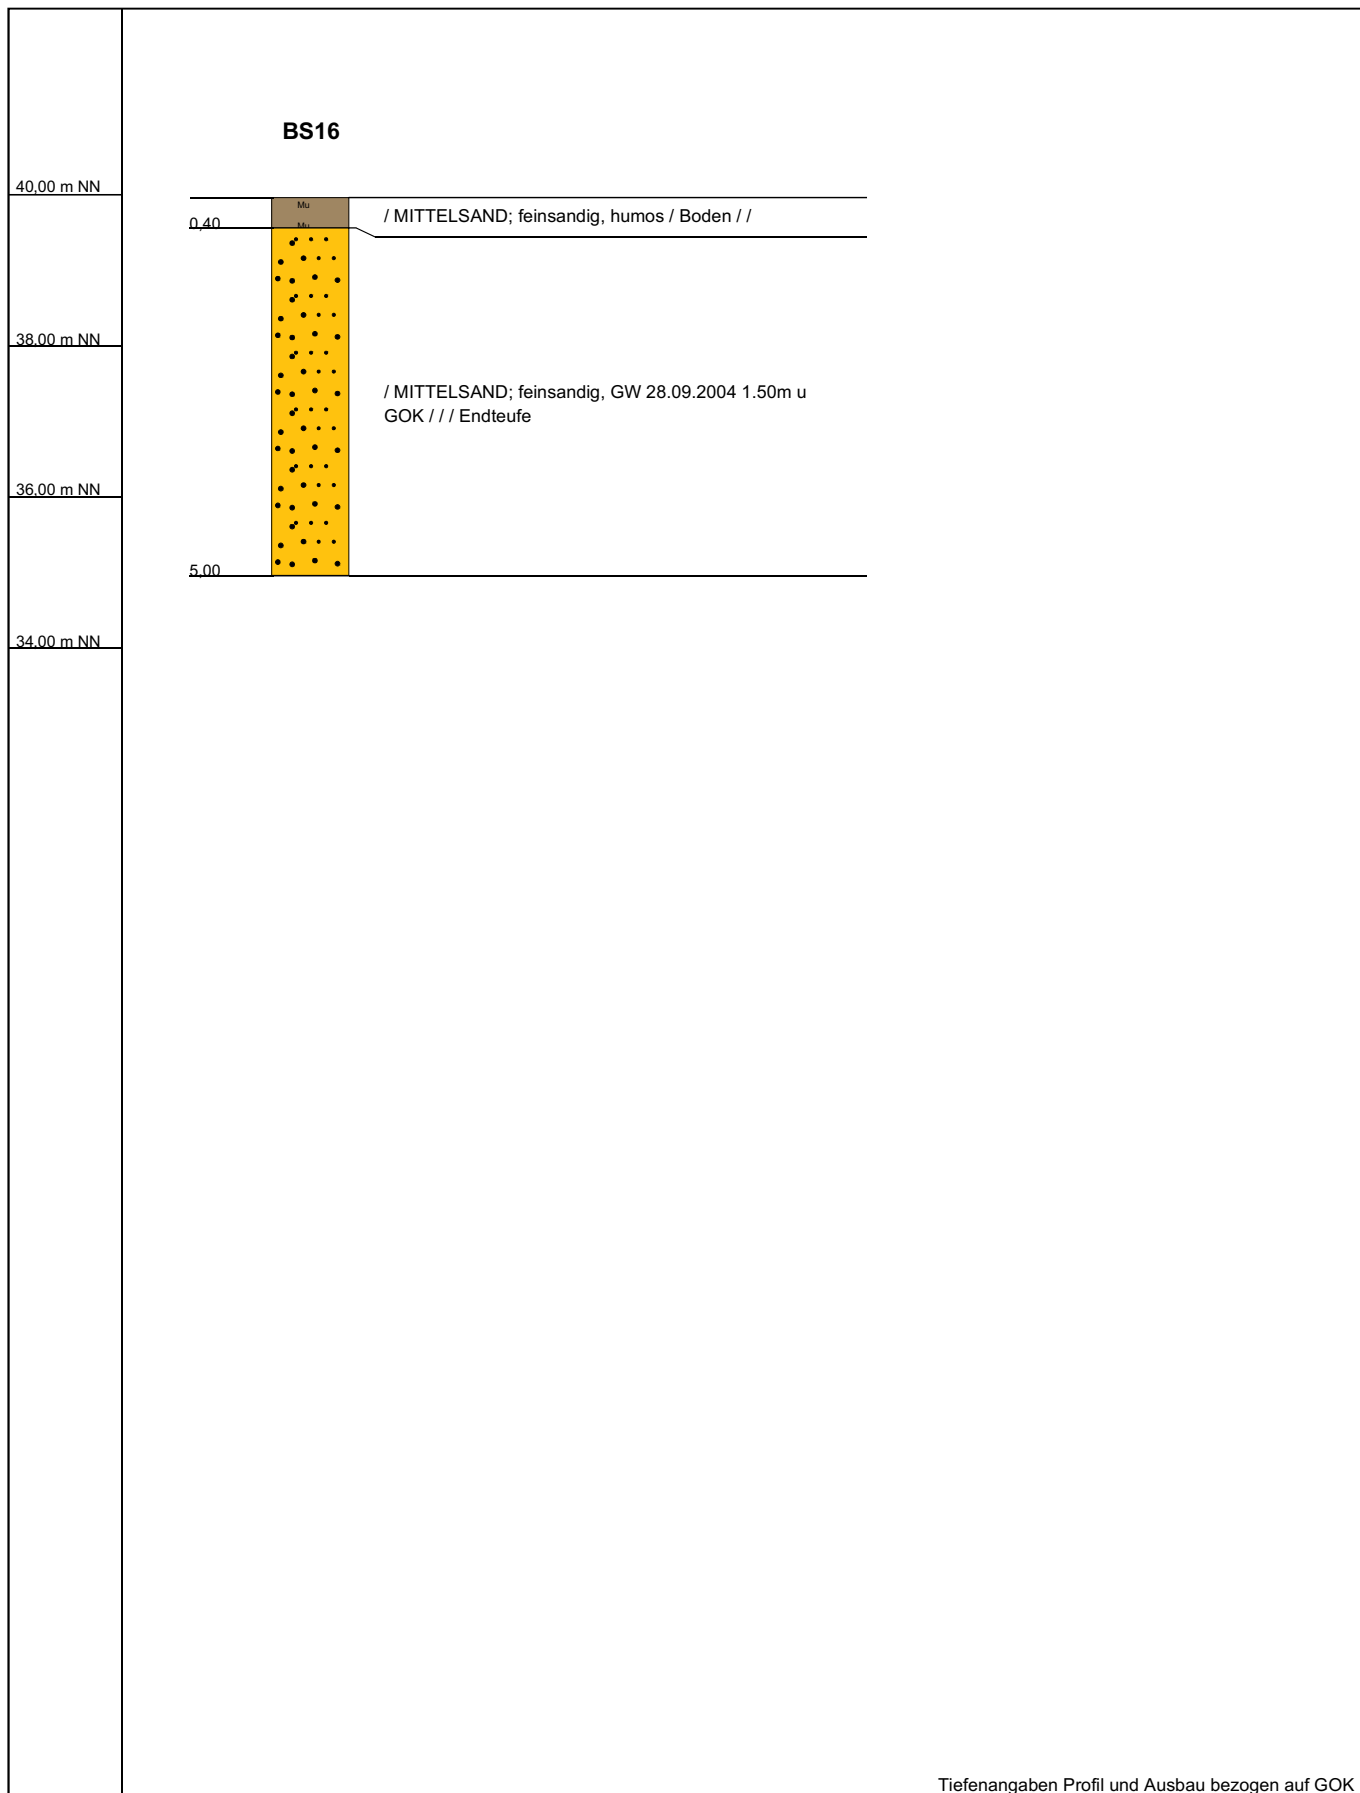 BS16
40,00 m NN
Mu
/ MITTELSAND; feinsandig, humos / Boden / /
0,40
Mu
38,00 m NN
/ MITTELSAND; feinsandig, GW 28.09.2004 1.50m u
GOK / / / Endteufe
36,00 m NN
5,00
34,00 m NN
Tiefenangaben Profil und Ausbau bezogen auf GOK